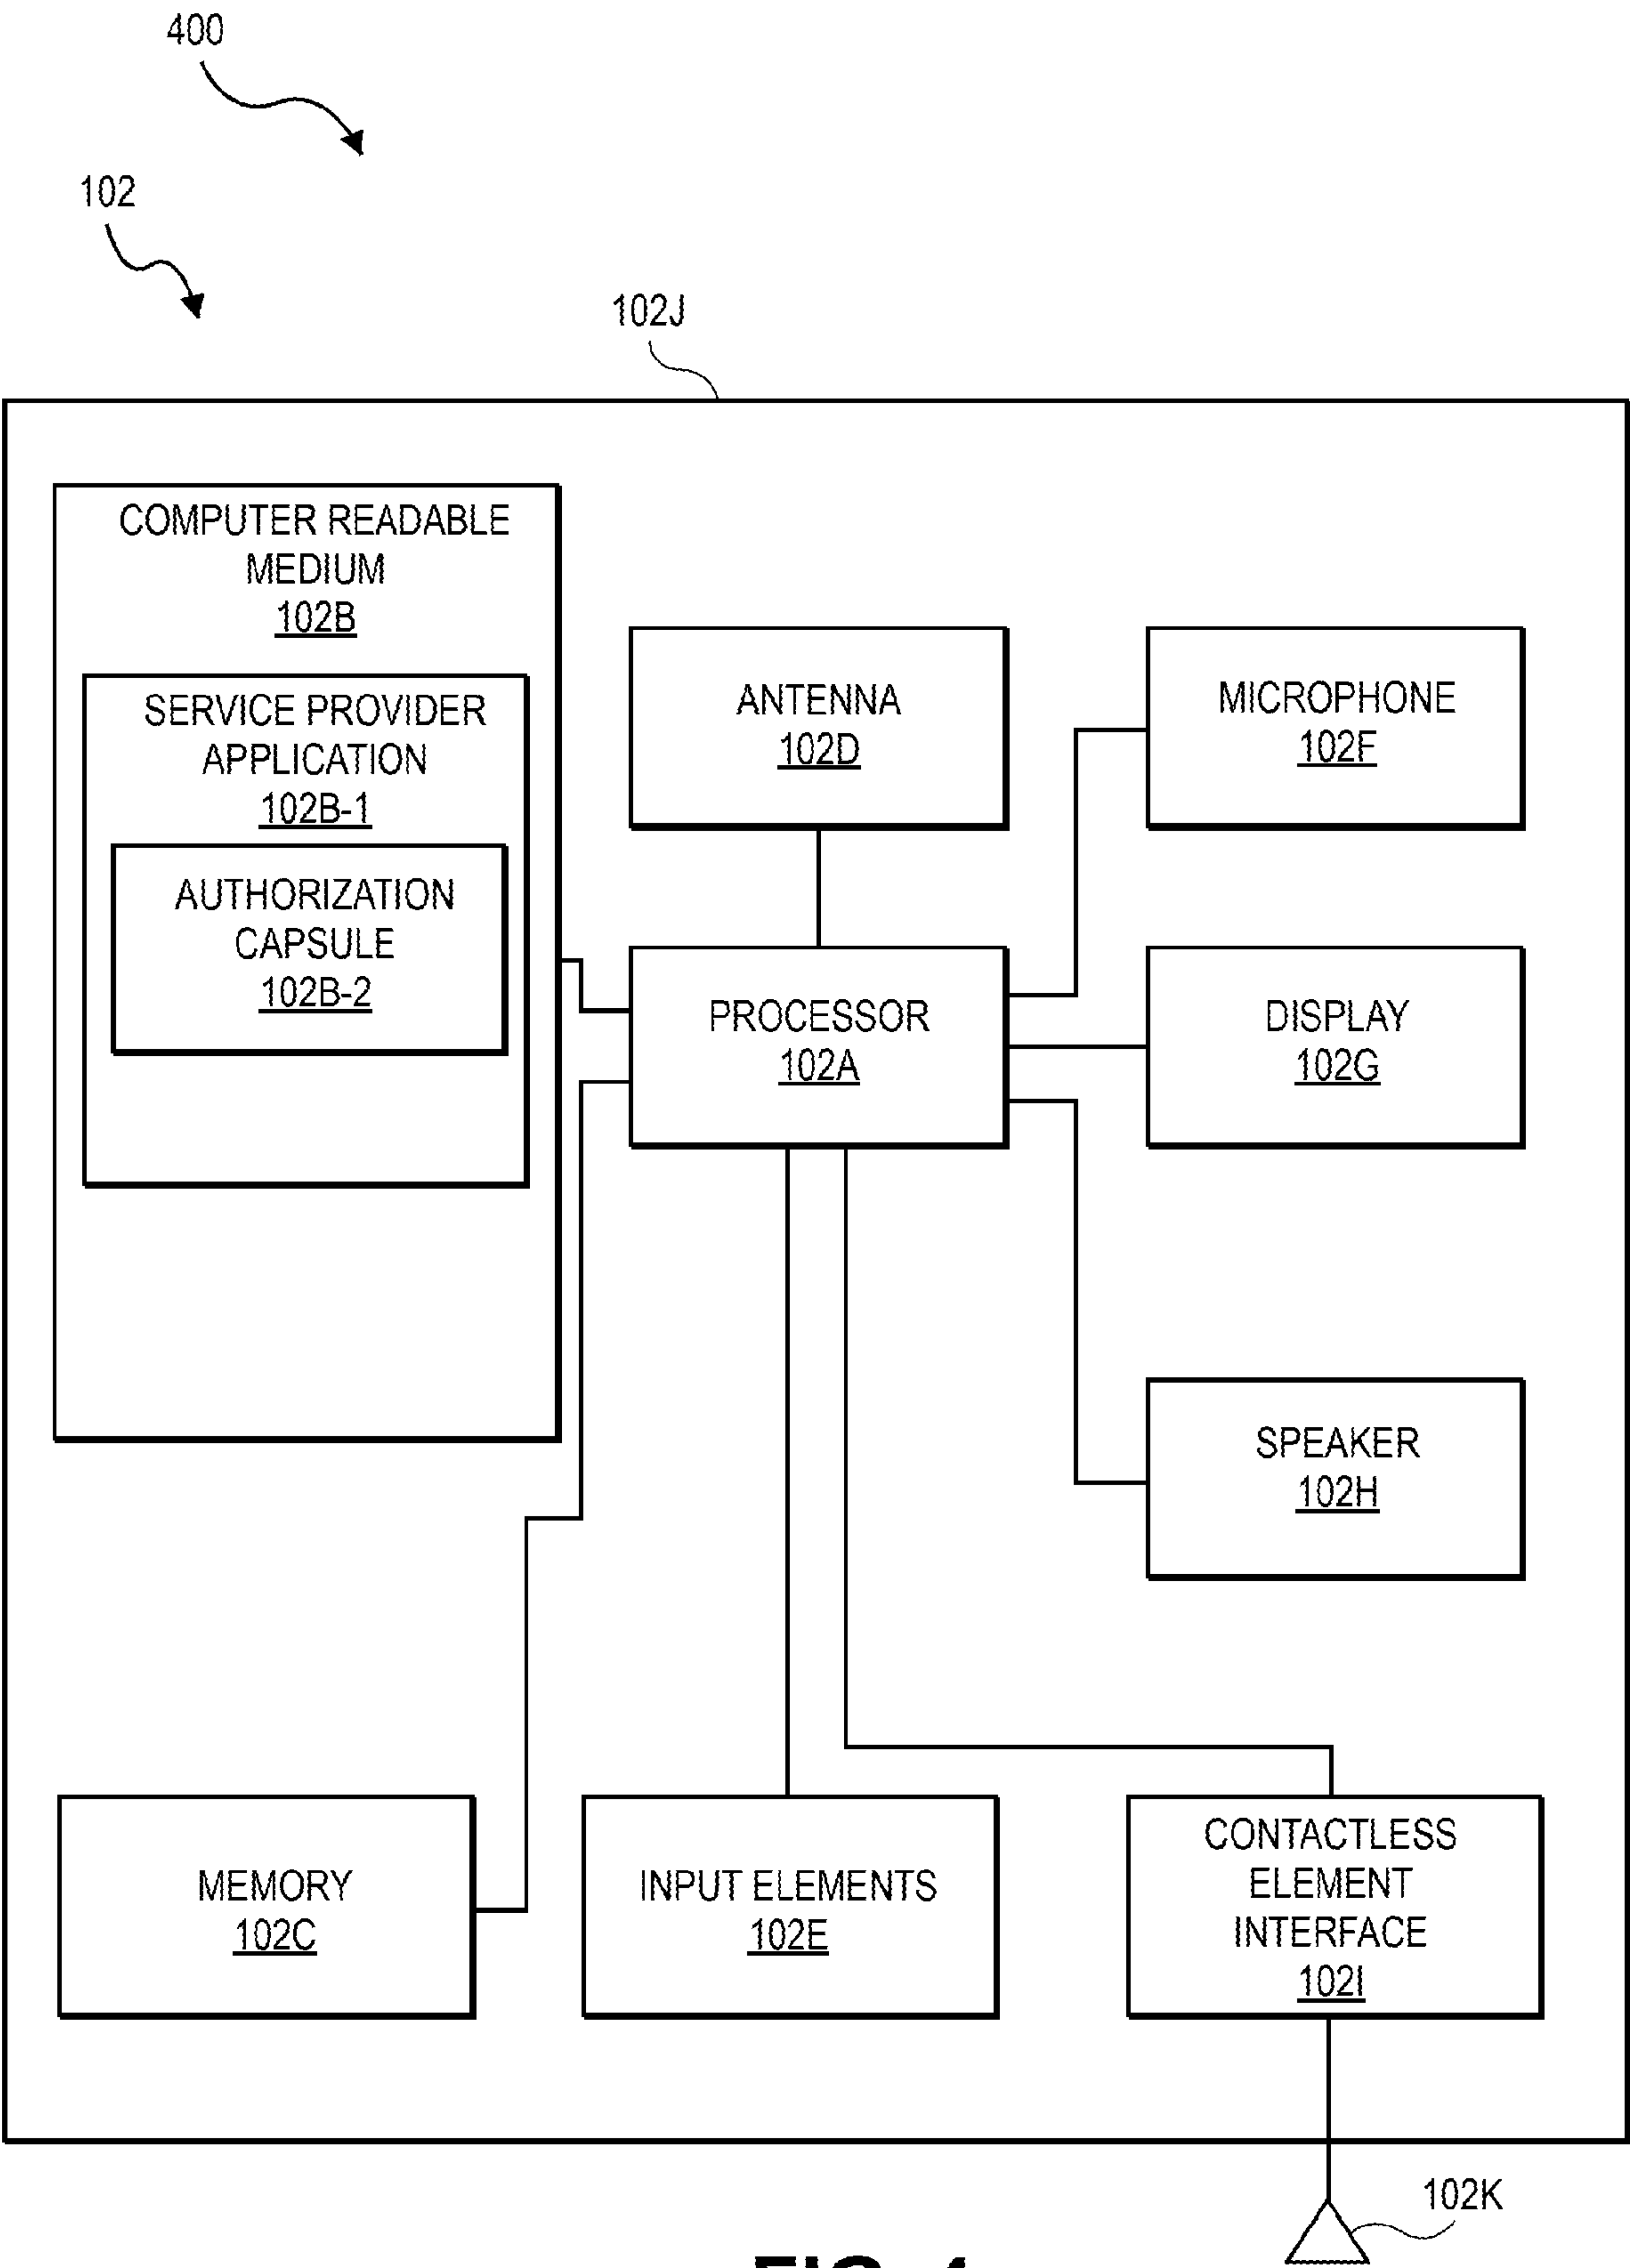 400
102
102J
COMPUTER READABLE
MEDIUM
102B
SERVICE PROVIDER
APPLICATION
102B-1
AUTHORIZATION
CAPSULE
102B-2
ANTENNA
102D
MICROPHONE
102F
PROCESSOR
102A
DISPLAY
102G
SPEAKER
102H
MEMORY
102C
INPUT ELEMENTS
102E
CONTACTLESS
ELEMENT
INTERFACE
102I
102K
FIG.